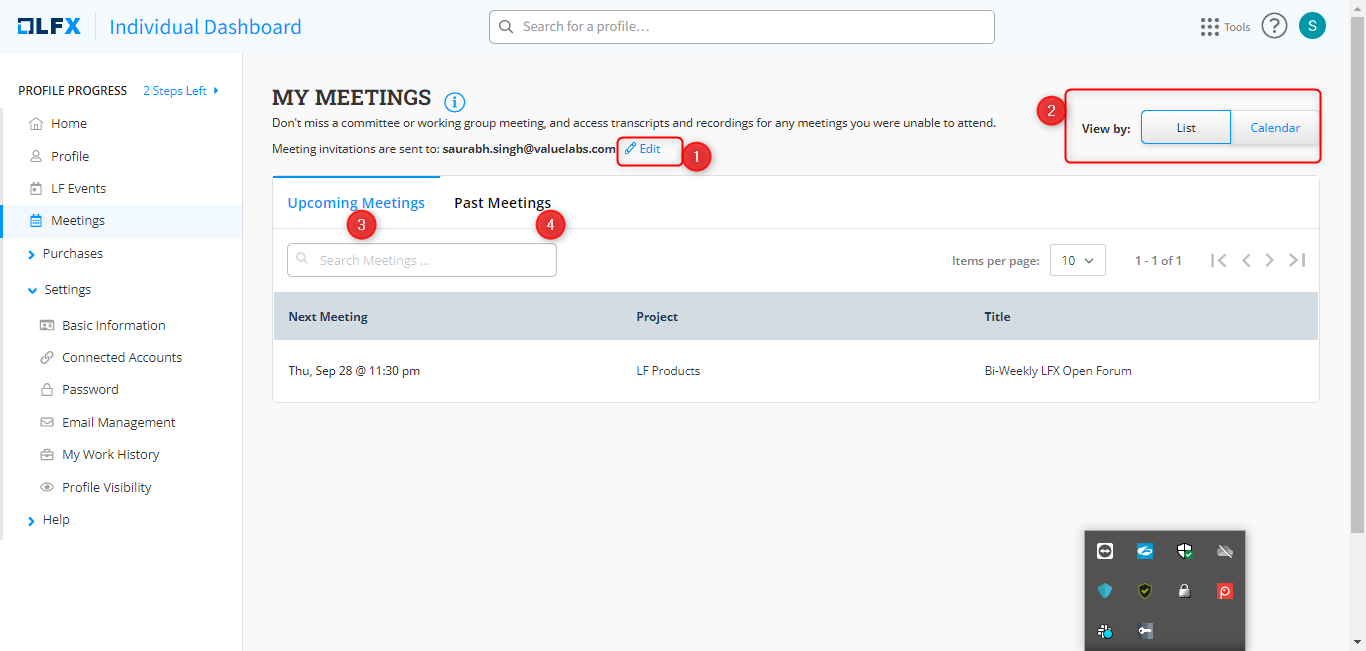 LFX Individual Dashboard Search for a profile... Tools ? S
PROFILE PROGRESS 2 Steps Left
Home
Profile
LF Events
Meetings
Purchases
Settings
Basic Information
Connected Accounts
Password
Email Management
My Work History
Profile Visibility
Help
MY MEETINGS i
Don't miss a committee or working group meeting, and access transcripts and recordings for any meetings you were unable to attend.
Meeting invitations are sent to: saurabh.singh@valuelabs.com Edit 1
2 View by: List Calendar
Upcoming Meetings Past Meetings
3 4
Search Meetings ... Items per page: 10 1 - 1 of 1
Next Meeting Project Title
Thu, Sep 28 @ 11:30 pm LF Products Bi-Weekly LFX Open Forum